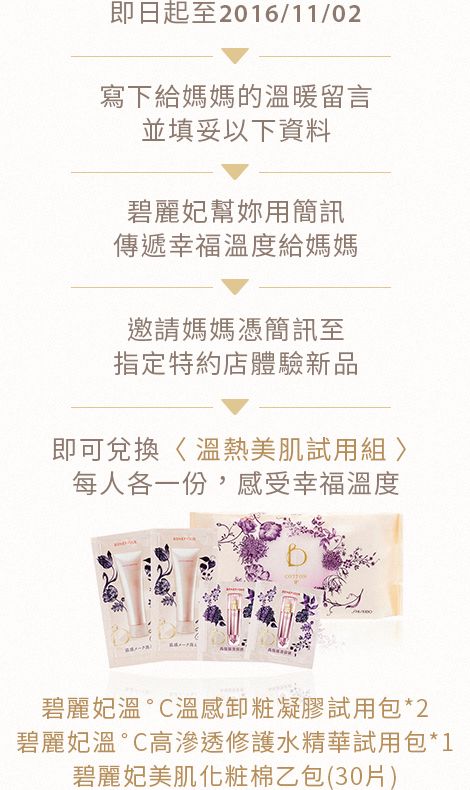 即日起至2016/11/02
寫下給媽媽的溫暖留言
並填妥以下資料
碧麗妃幫妳用簡訊
傳遞幸福溫度給媽媽
邀請媽媽憑簡訊至
指定特約店體驗新品
即可兌換〈 溫熱美肌試用組 〉
每人各一份，感受幸福溫度
BENEFIQUE
BENEFIQUE
COTTON
SHISEIDO
碧麗妃溫°C溫感卸粧凝膠試用包*2
碧麗妃溫°C高滲透修護水精華試用包*1
碧麗妃美肌化粧棉乙包(30片)